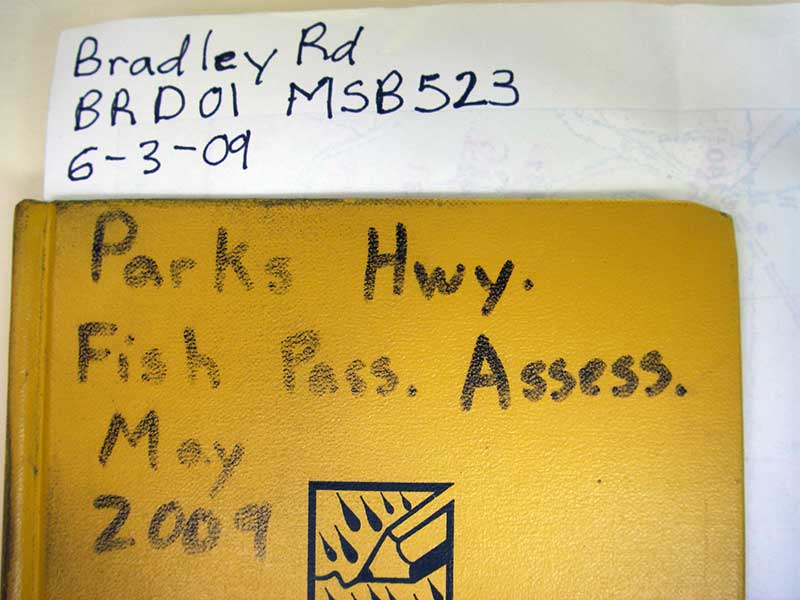 Bradley Rd
BRD01 MSB523
6-3-09
Parks Hwy.
Fish Pass. Assess.
May
2009